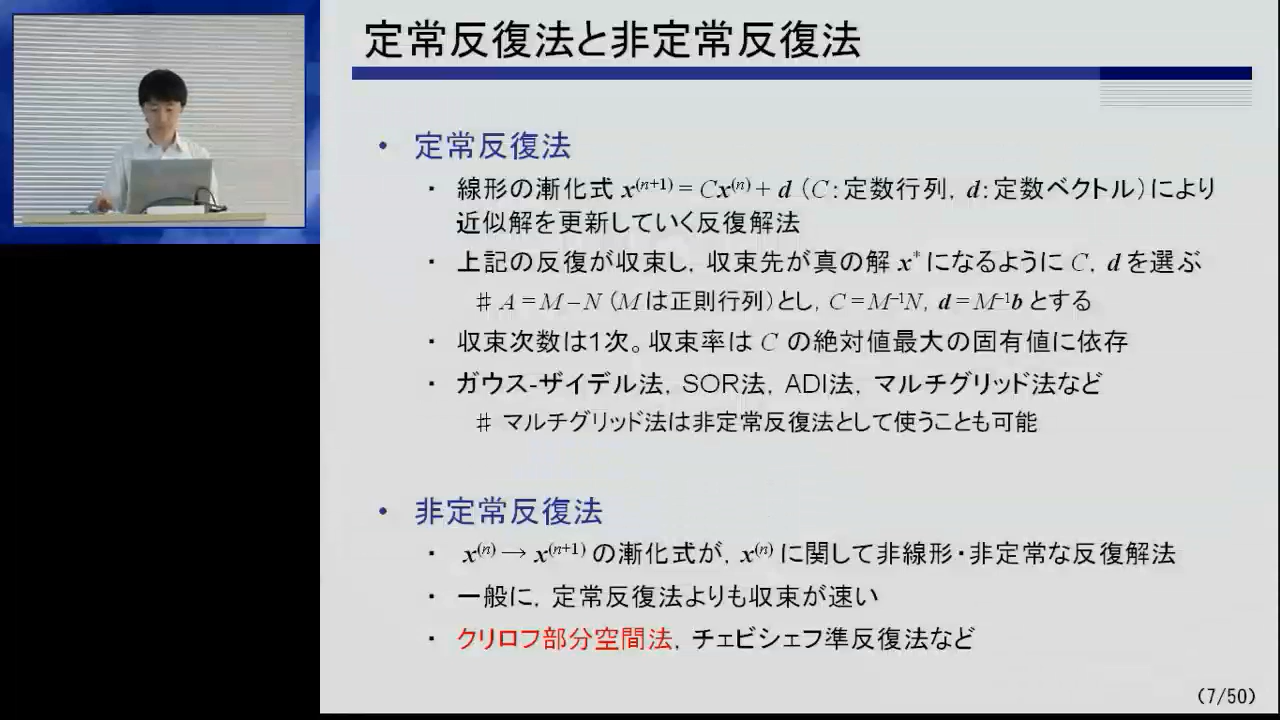 定常反復法と非定常反復法
• 定常反復法
・ 線形の漸化式 x(n+1) = Cx(n) + d (C:定数行列, d:定数ベクトル)により
近似解を更新していく反復解法
・ 上記の反復が収束し, 収束先が真の解 x* になるように C, d を選ぶ
# A = M – N (M は正則行列)とし, C = M–1N, d = M–1b とする
・ 収束次数は1次。収束率は C の絶対値最大の固有値に依存
・ ガウス-ザイデル法, SOR法, ADI法, マルチグリッド法など
# マルチグリッド法は非定常反復法として使うことも可能
• 非定常反復法
・ x(n) → x(n+1) の漸化式が, x(n) に関して非線形・非定常な反復解法
・ 一般に, 定常反復法よりも収束が速い
・ クリロフ部分空間法, チェビシェフ準反復法など
(7/50)